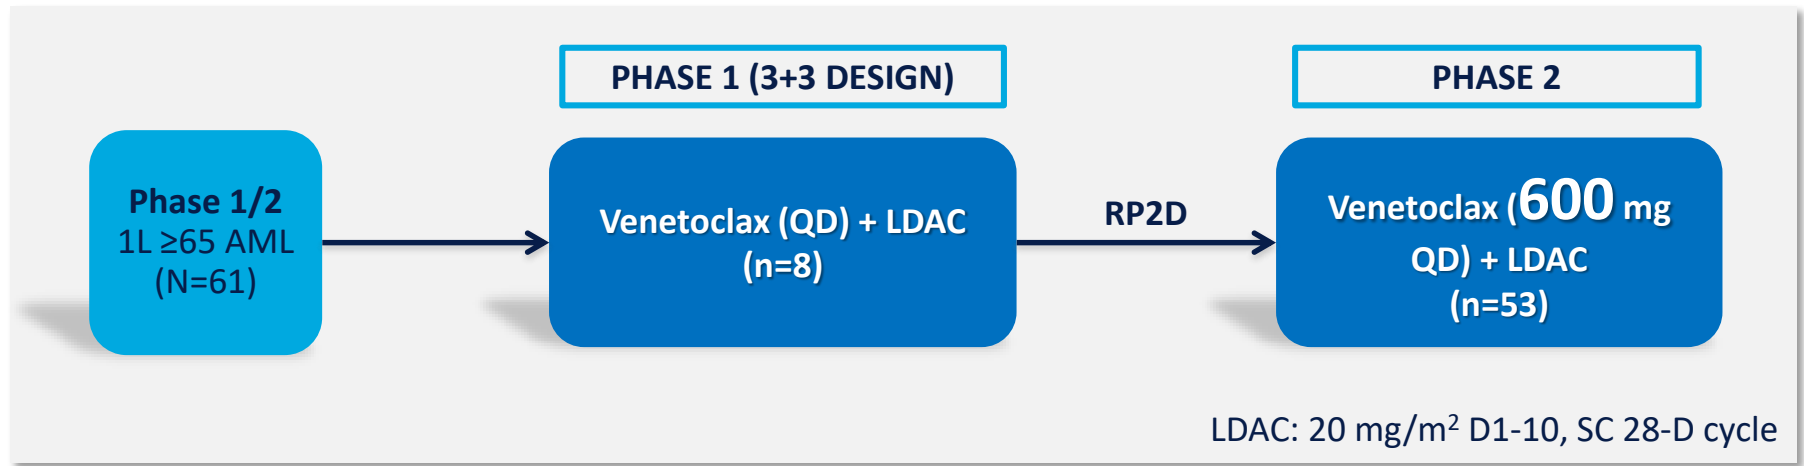 PHASE 1 (3+3 DESIGN)
PHASE 2
Phase 1/2
1L ≥65 AML
(N=61)
Venetoclax (QD) + LDAC
(n=8)
RP2D
Venetoclax (600 mg
QD) + LDAC
(n=53)
LDAC: 20 mg/m² D1-10, SC 28-D cycle